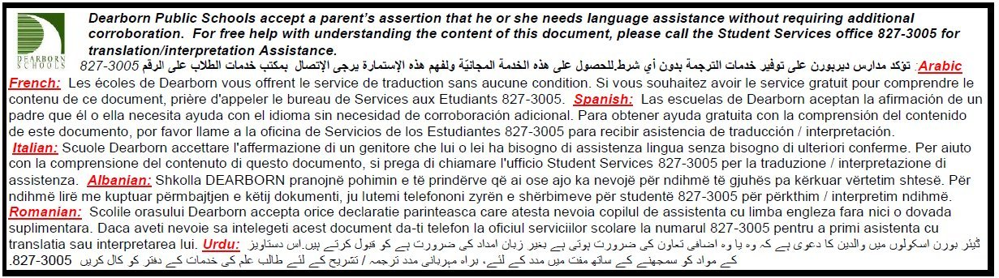 DEARBORN
SCHOOLS
Dearborn Public Schools accept a parent's assertion that he or she needs language assistance without requiring additional
corroboration.  For free help with understanding the content of this document, please call the Student Services office 827-3005 for
translation/interpretation Assistance.
Arabic: تؤكد مدارس ديربورن على توفير خدمات الترجمة بدون أي شرط.للحصول على هذه الخدمة المجانيّة ولفهم هذه الإستمارة يرجى الإتصال بمكتب خدمات الطلاب على الرقم 827-3005
French:  Les écoles de Dearborn vous offrent le service de traduction sans aucune condition. Si vous souhaitez avoir le service gratuit pour comprendre le
contenu de ce document, prière d'appeler le bureau de Services aux Etudiants 827-3005.  Spanish:  Las escuelas de Dearborn aceptan la afirmación de un
padre que él o ella necesita ayuda con el idioma sin necesidad de corroboración adicional. Para obtener ayuda gratuita con la comprensión del contenido
de este documento, por favor llame a la oficina de Servicios de los Estudiantes 827-3005 para recibir asistencia de traducción / interpretación.
Italian: Scuole Dearborn accettare l'affermazione di un genitore che lui o lei ha bisogno di assistenza lingua senza bisogno di ulteriori conferme. Per aiuto
con la comprensione del contenuto di questo documento, si prega di chiamare l'ufficio Student Services 827-3005 per la traduzione / interpretazione di
assistenza.  Albanian: Shkolla DEARBORN pranojnë pohimin e të prindërve që ai ose ajo ka nevojë për ndihmë të gjuhës pa kërkuar vërtetim shtesë. Për
ndihmë lirë me kuptuar përmbajtjen e këtij dokumenti, ju lutemi telefononi zyrën e shërbimeve për studentë 827-3005 për përkthim / interpretim ndihmë.
Romanian:  Scolile orasului Dearborn accepta orice declaratie parinteasca care atesta nevoia copilul de assistenta cu limba engleza fara nici o dovada
suplimentara. Daca aveti nevoie sa intelegeti acest document da-ti telefon la oficiul serviciilor scolare la numarul 827-3005 pentru a primi asistenta cu
translatia sau interpretarea lui. Urdu: ڈیئر بورن اسکولوں میں والدین کا دعوی ہے کہ وہ یا وہ اضافی تعاون کی ضرورت ہوتی ہے بغیر زبان امداد کی ضرورت ہے کو قبول کرتے ہیں.اس دستاویز
کے مواد کو سمجھنے کے ساتھ مفت میں مدد کے لئے، براہ مہربانی مدد ترجمہ / تشریح کے لئے طالب علم کی خدمات کے دفتر کو کال کریں 827-3005.